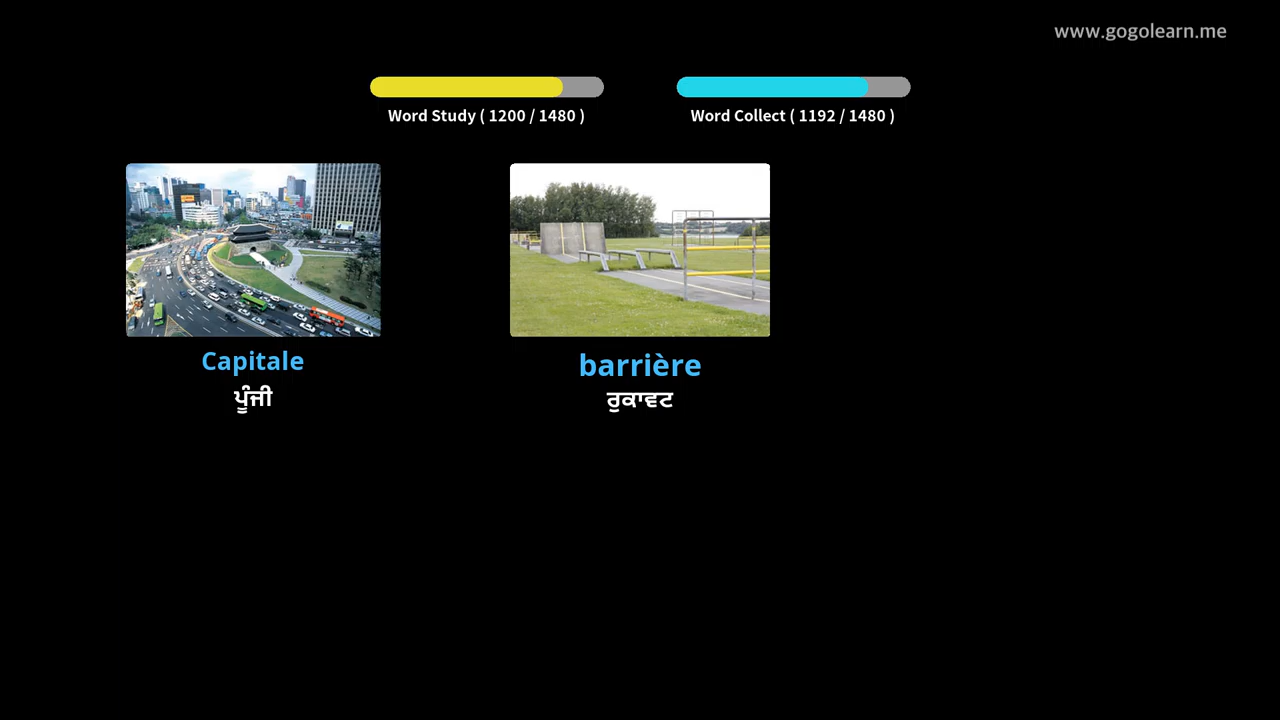 www.gogolearn.me
Word Study ( 1200 / 1480 )
Word Collect ( 1192 / 1480 )
Capitale
ਪੂੰਜੀ
barrière
ਰੁਕਾਵਟ